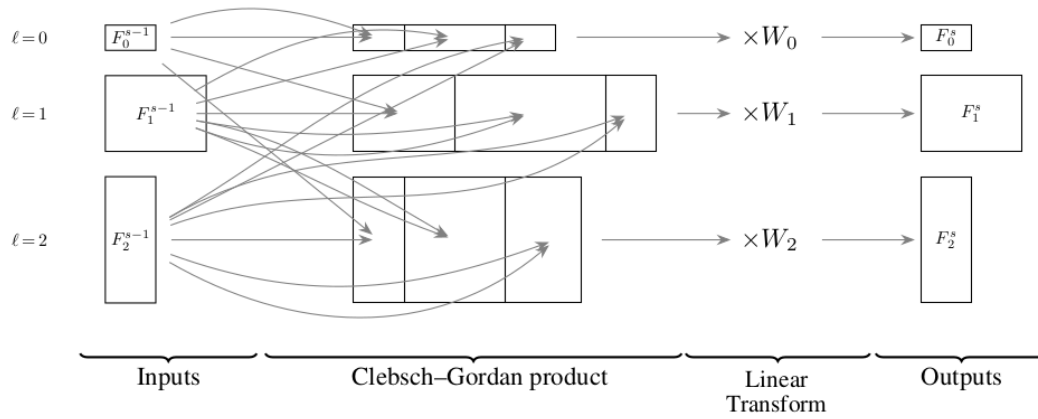 ℓ=0 F_0^{s-1} ×W_0 F_0^s
ℓ=1 F_1^{s-1} ×W_1 F_1^s
ℓ=2 F_2^{s-1} ×W_2 F_2^s
Inputs
Clebsch–Gordan product
Linear
Transform
Outputs